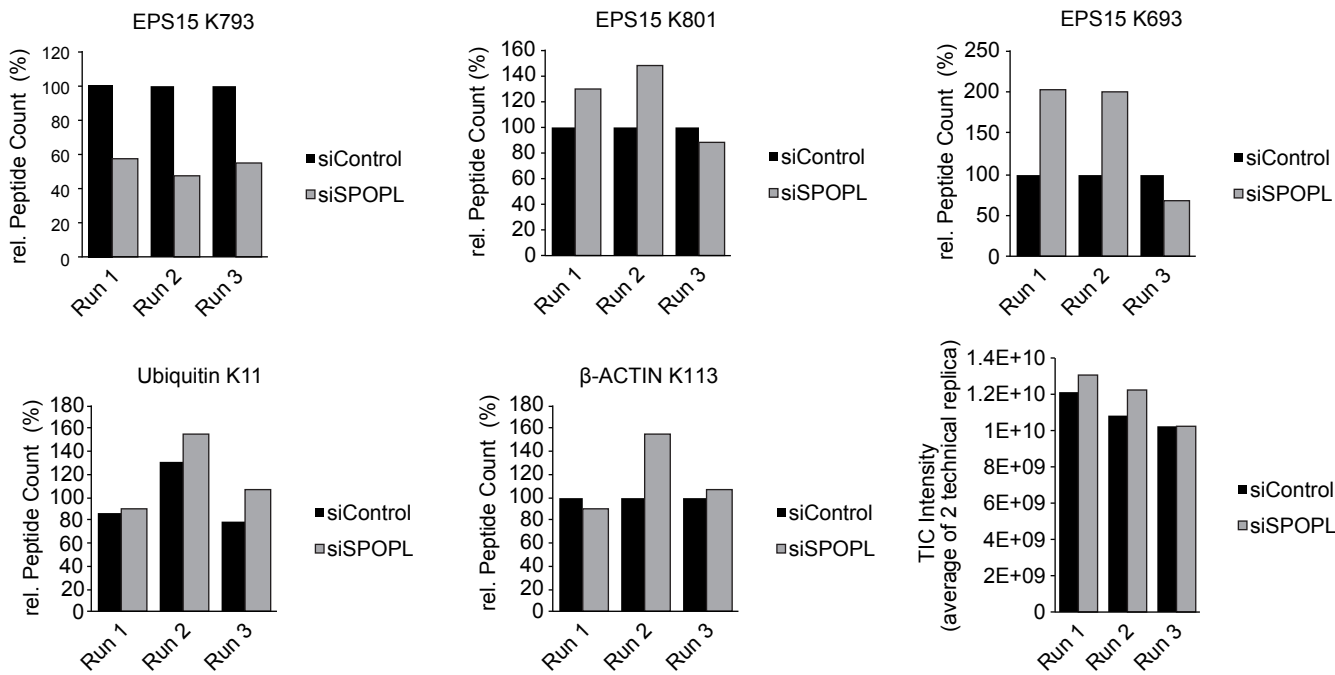 EPS15 K793
rel. Peptide Count (%)
120
100
80
60
40
20
0
Run 1
Run 2
Run 3
siControl
siSPOPL
EPS15 K801
rel. Peptide Count (%)
160
140
120
100
80
60
40
20
0
Run 1
Run 2
Run 3
siControl
siSPOPL
EPS15 K693
rel. Peptide Count (%)
250
200
150
100
50
0
Run 1
Run 2
Run 3
siControl
siSPOPL
Ubiquitin K11
rel. Peptide Count (%)
180
160
140
120
100
80
60
40
20
0
Run 1
Run 2
Run 3
siControl
siSPOPL
β-ACTIN K113
rel. Peptide Count (%)
180
160
140
120
100
80
60
40
20
0
Run 1
Run 2
Run 3
siControl
siSPOPL
TIC Intensity
(average of 2 technical replica)
1.4E+10
1.2E+10
1E+10
8E+09
6E+09
4E+09
2E+09
0
Run 1
Run 2
Run 3
siControl
siSPOPL